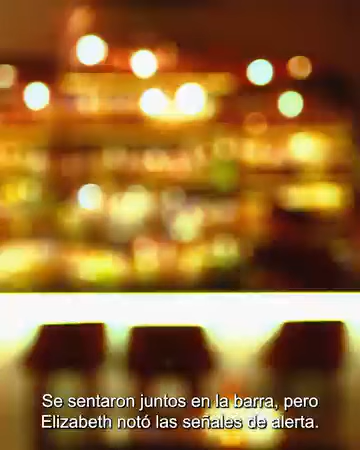 Se sentaron juntos en la barra, pero
Elizabeth notó las señales de alerta.